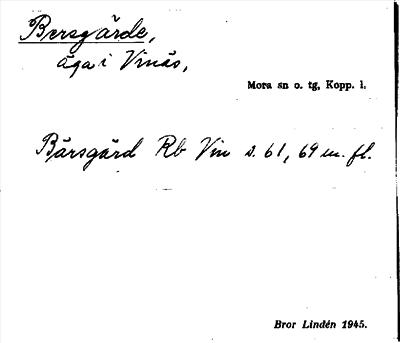 Bersgärde,
äga i Vinäs,
Mora sn o. tg, Kopp. l.
Bärsgärd Rb Vin s. 61, 69 m. fl.
Bror Lindén 1945.